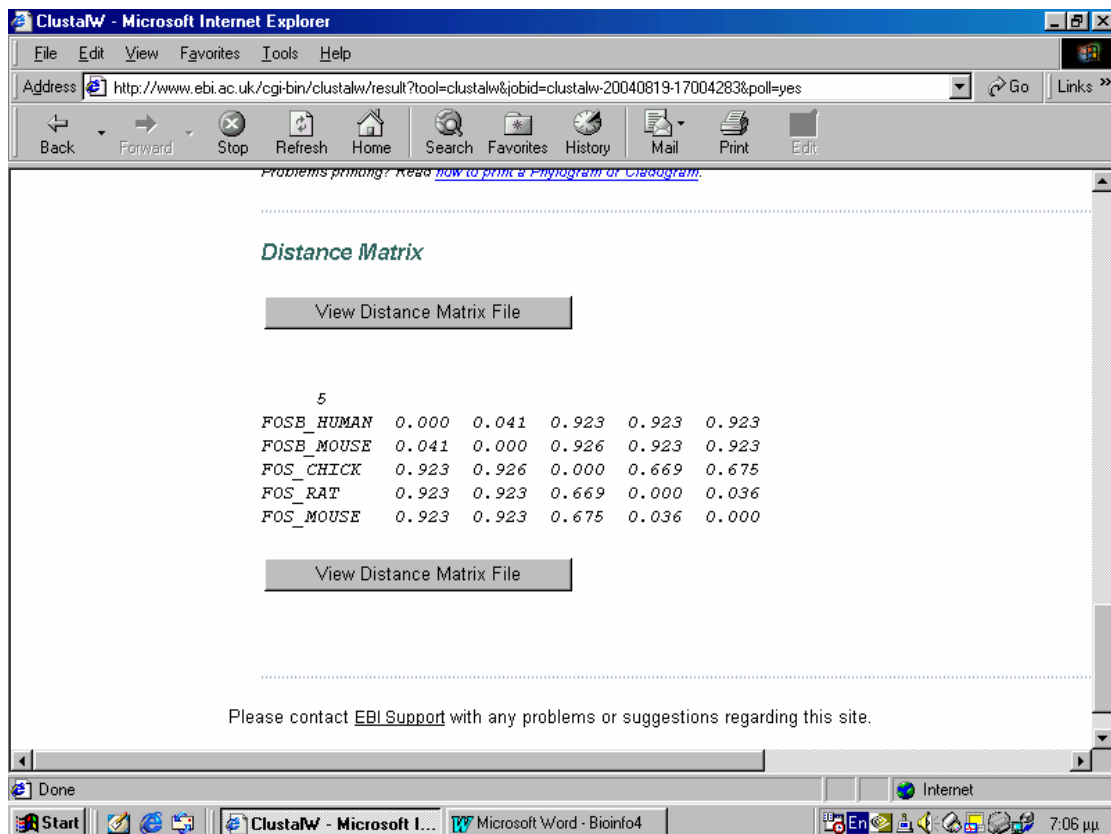 ClustalW - Microsoft Internet Explorer
File Edit View Favorites Tools Help
Address http://www.ebi.ac.uk/cgi-bin/clustalw/result?tool=clustalw&jobid=clustalw-20040819-17004283&poll=yes Go Links »
Back Forward Stop Refresh Home Search Favorites History Mail Print Edit
Problems printing? Read how to print a Phylogram or Cladogram.
Distance Matrix
View Distance Matrix File
5
FOSB_HUMAN 0.000 0.041 0.923 0.923 0.923
FOSB_MOUSE 0.041 0.000 0.926 0.923 0.923
FOS_CHICK 0.923 0.926 0.000 0.669 0.675
FOS_RAT 0.923 0.923 0.669 0.000 0.036
FOS_MOUSE 0.923 0.923 0.675 0.036 0.000
View Distance Matrix File
Please contact EBI Support with any problems or suggestions regarding this site.
Done Internet
Start ClustalW - Microsoft I... Microsoft Word - Bioinfo4 En 7:06 μμ